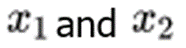 x₁ and x₂